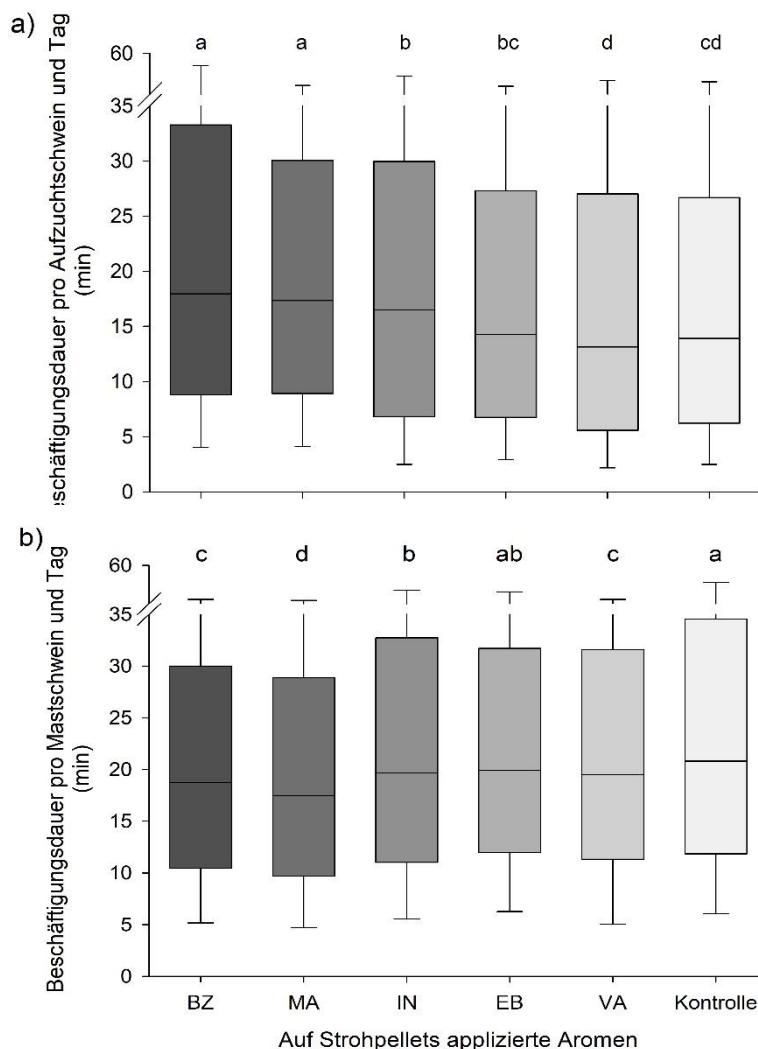 a)
eschäftigungsdauer pro Aufzuchtschwein und Tag
(min)
60
35
30
25
20
15
10
5
0
a a b bc d cd
b)
Beschäftigungsdauer pro Mastschwein und Tag
(min)
60
35
30
25
20
15
10
5
0
c d b ab c a
BZ MA IN EB VA Kontrolle
Auf Strohpellets applizierte Aromen